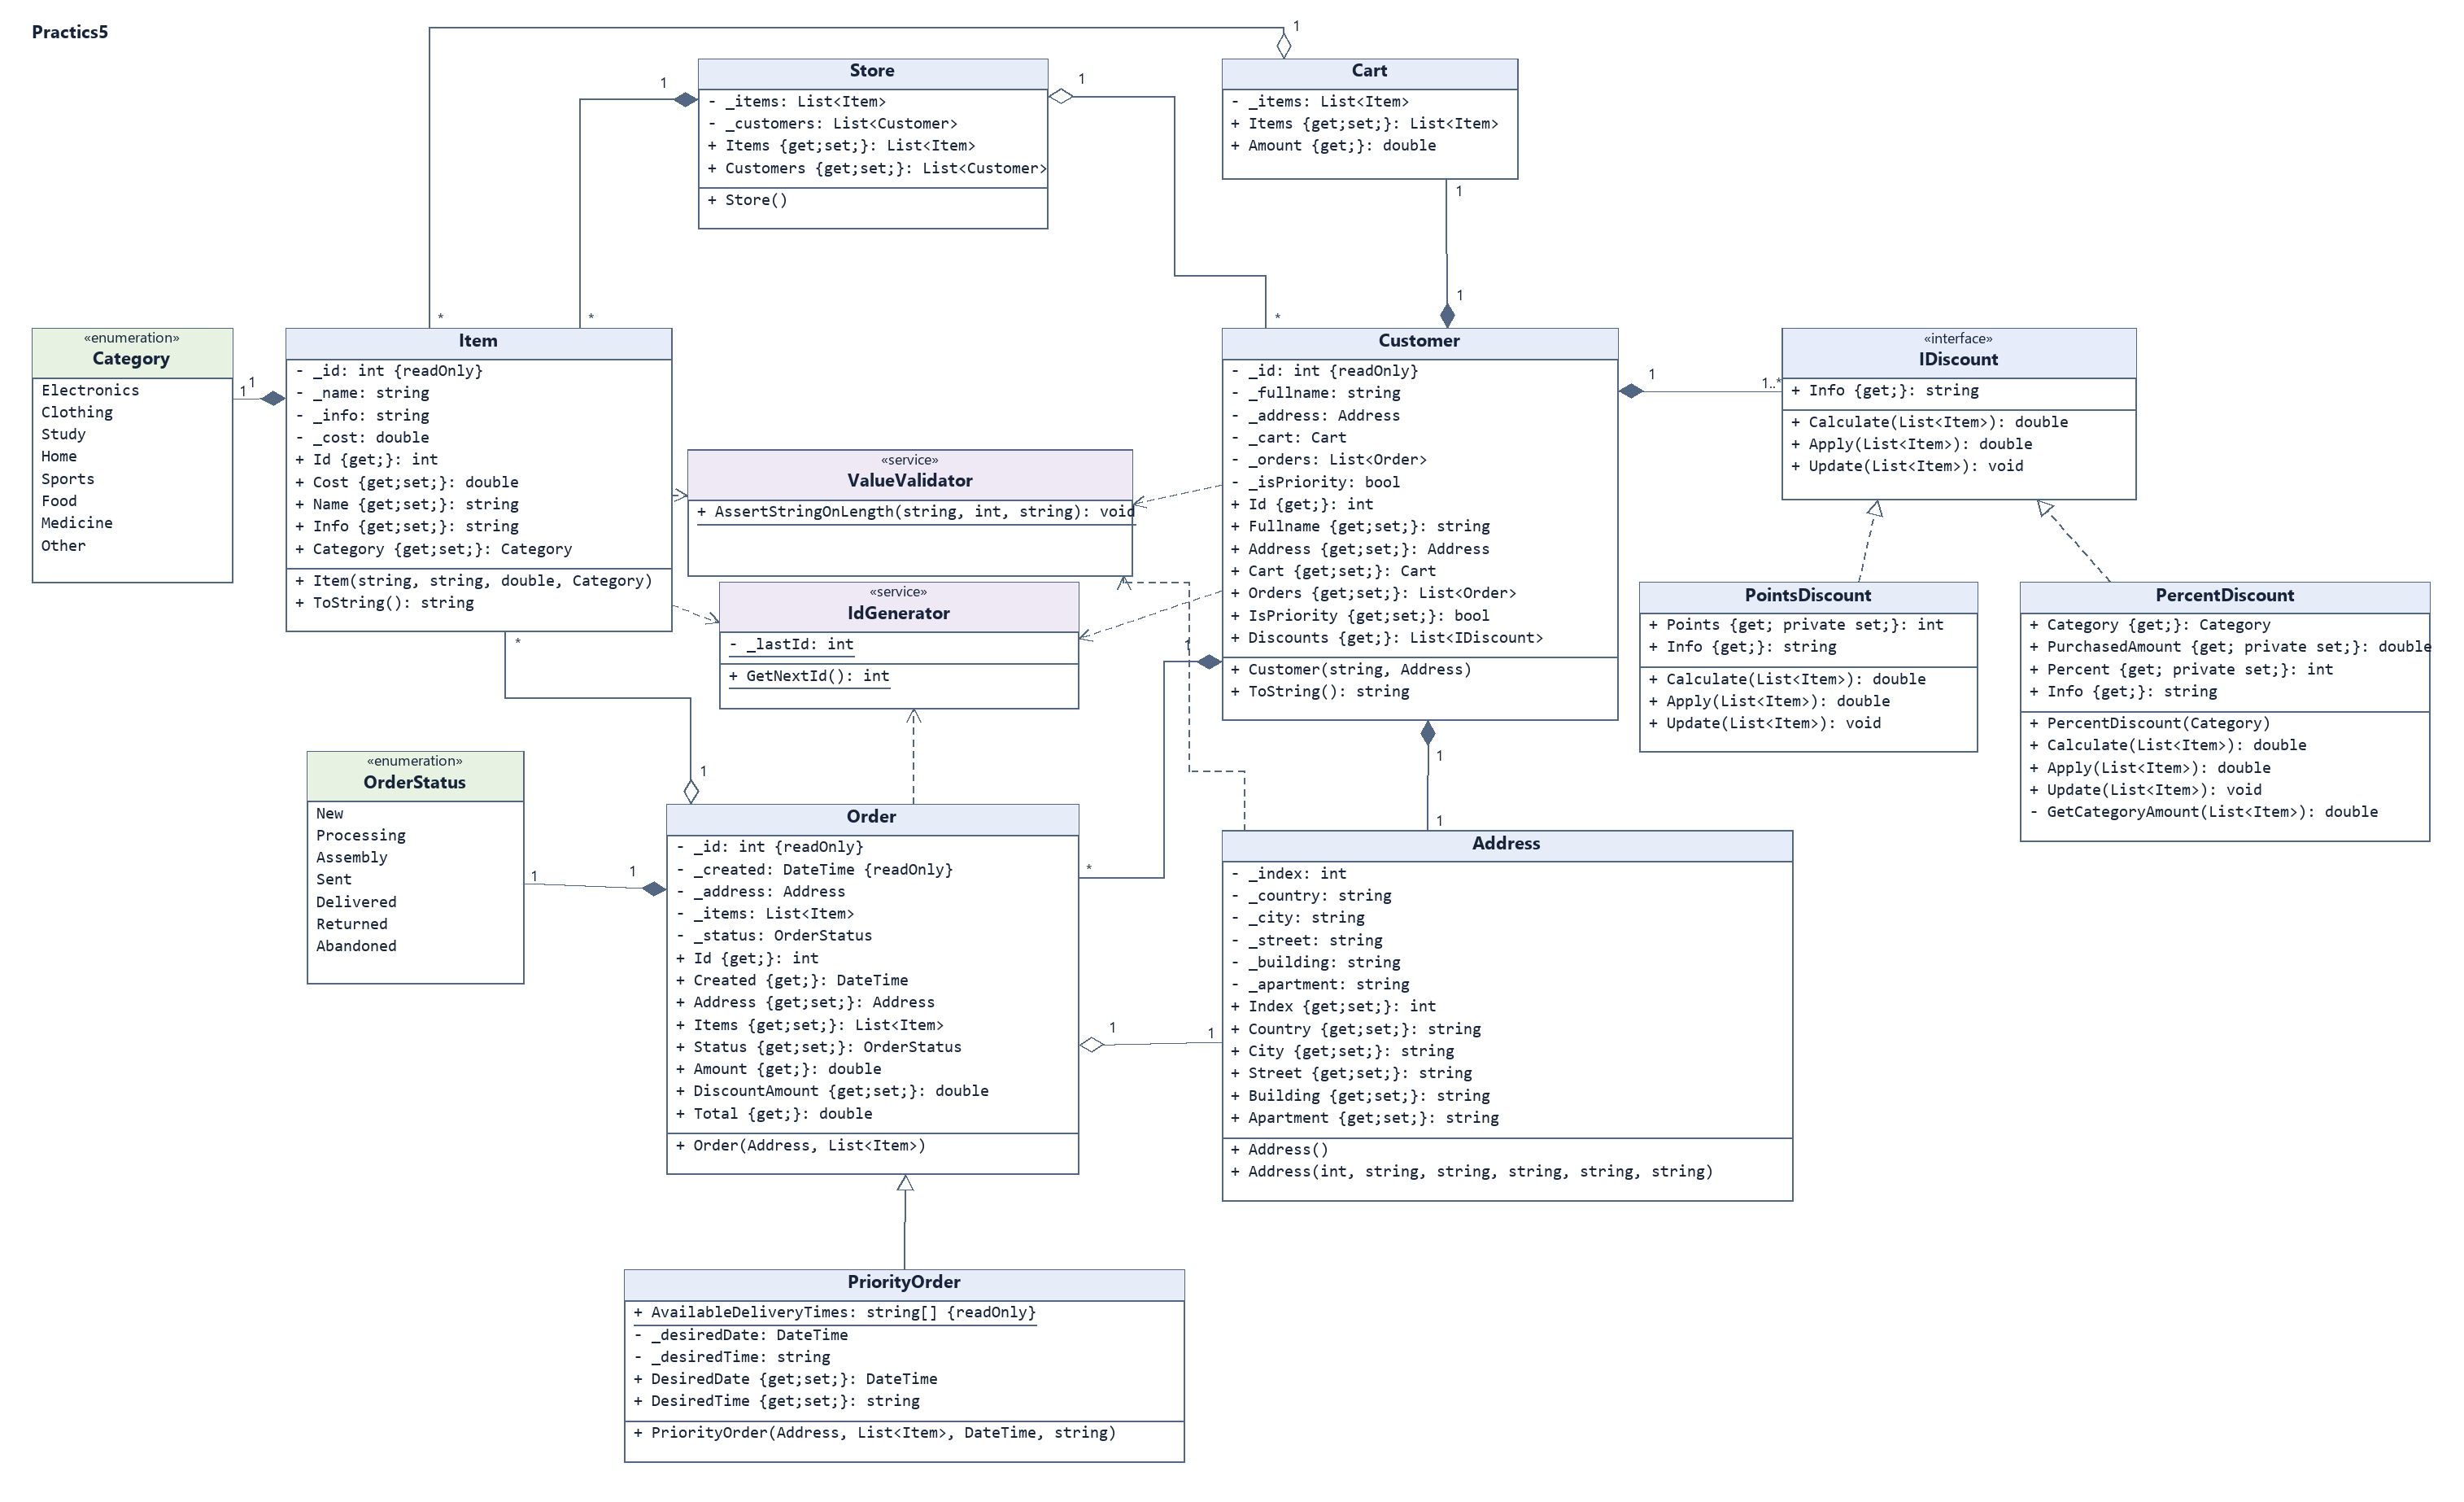 Practics5
1
Store
- _items: List<Item>
- _customers: List<Customer>
+ Items {get;set;}: List<Item>
+ Customers {get;set;}: List<Customer>
+ Store()
1
1
*
*
*
Cart
- _items: List<Item>
+ Items {get;set;}: List<Item>
+ Amount {get;}: double
1
1
«enumeration»
Category
Electronics
Clothing
Study
Home
Sports
Food
Medicine
Other
1
1
Item
- _id: int {readOnly}
- _name: string
- _info: string
- _cost: double
+ Id {get;}: int
+ Cost {get;set;}: double
+ Name {get;set;}: string
+ Info {get;set;}: string
+ Category {get;set;}: Category
+ Item(string, string, double, Category)
+ ToString(): string
*
«service»
ValueValidator
+ AssertStringOnLength(string, int, string): void
«service»
IdGenerator
- _lastId: int
+ GetNextId(): int
Customer
- _id: int {readOnly}
- _fullname: string
- _address: Address
- _cart: Cart
- _orders: List<Order>
- _isPriority: bool
+ Id {get;}: int
+ Fullname {get;set;}: string
+ Address {get;set;}: Address
+ Cart {get;set;}: Cart
+ Orders {get;set;}: List<Order>
+ IsPriority {get;set;}: bool
+ Discounts {get;}: List<IDiscount>
+ Customer(string, Address)
+ ToString(): string
1
1..*
1
1
1
«interface»
IDiscount
+ Info {get;}: string
+ Calculate(List<Item>): double
+ Apply(List<Item>): double
+ Update(List<Item>): void
PointsDiscount
+ Points {get; private set;}: int
+ Info {get;}: string
+ Calculate(List<Item>): double
+ Apply(List<Item>): double
+ Update(List<Item>): void
PercentDiscount
+ Category {get;}: Category
+ PurchasedAmount {get; private set;}: double
+ Percent {get; private set;}: int
+ Info {get;}: string
+ PercentDiscount(Category)
+ Calculate(List<Item>): double
+ Apply(List<Item>): double
+ Update(List<Item>): void
- GetCategoryAmount(List<Item>): double
«enumeration»
OrderStatus
New
Processing
Assembly
Sent
Delivered
Returned
Abandoned
1
1
1
Order
- _id: int {readOnly}
- _created: DateTime {readOnly}
- _address: Address
- _items: List<Item>
- _status: OrderStatus
+ Id {get;}: int
+ Created {get;}: DateTime
+ Address {get;set;}: Address
+ Items {get;set;}: List<Item>
+ Status {get;set;}: OrderStatus
+ Amount {get;}: double
+ DiscountAmount {get;set;}: double
+ Total {get;}: double
+ Order(Address, List<Item>)
*
1
1
Address
- _index: int
- _country: string
- _city: string
- _street: string
- _building: string
- _apartment: string
+ Index {get;set;}: int
+ Country {get;set;}: string
+ City {get;set;}: string
+ Street {get;set;}: string
+ Building {get;set;}: string
+ Apartment {get;set;}: string
+ Address()
+ Address(int, string, string, string, string, string)
PriorityOrder
+ AvailableDeliveryTimes: string[] {readOnly}
- _desiredDate: DateTime
- _desiredTime: string
+ DesiredDate {get;set;}: DateTime
+ DesiredTime {get;set;}: string
+ PriorityOrder(Address, List<Item>, DateTime, string)